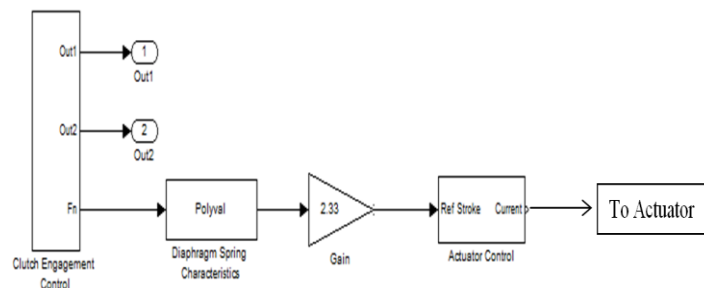 Out1
1
Out1
Out2
2
Out2
Fn
Clutch Engagement
Control
Polyval
Diaphragm Spring
Characteristics
2.33
Gain
Ref Stroke Current
Actuator Control
To Actuator